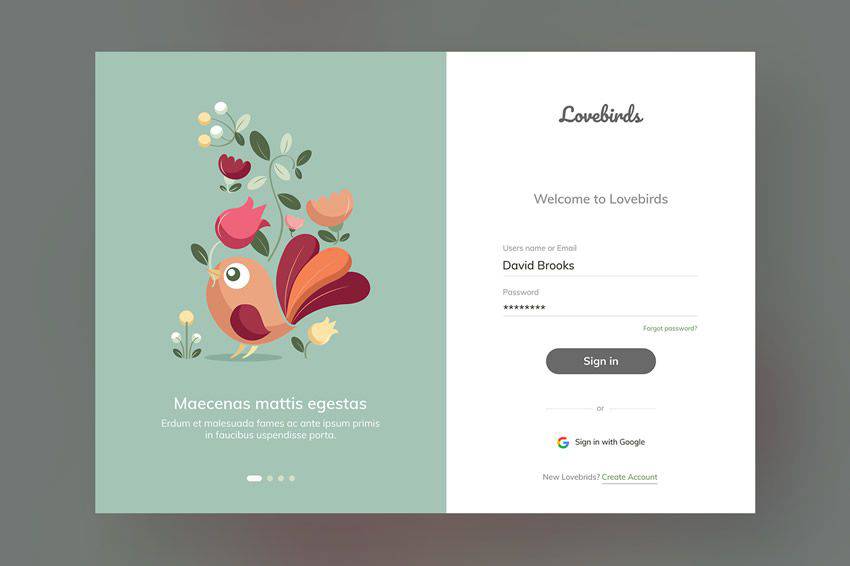 Maecenas mattis egestas
Erdum et malesuada fames ac ante ipsum primis
in faucibus uspendisse porta.
Lovebirds
Welcome to Lovebirds
Users name or Email
David Brooks
Password
********
Forgot password?
Sign in
or
Sign in with Google
New Lovebrids? Create Account